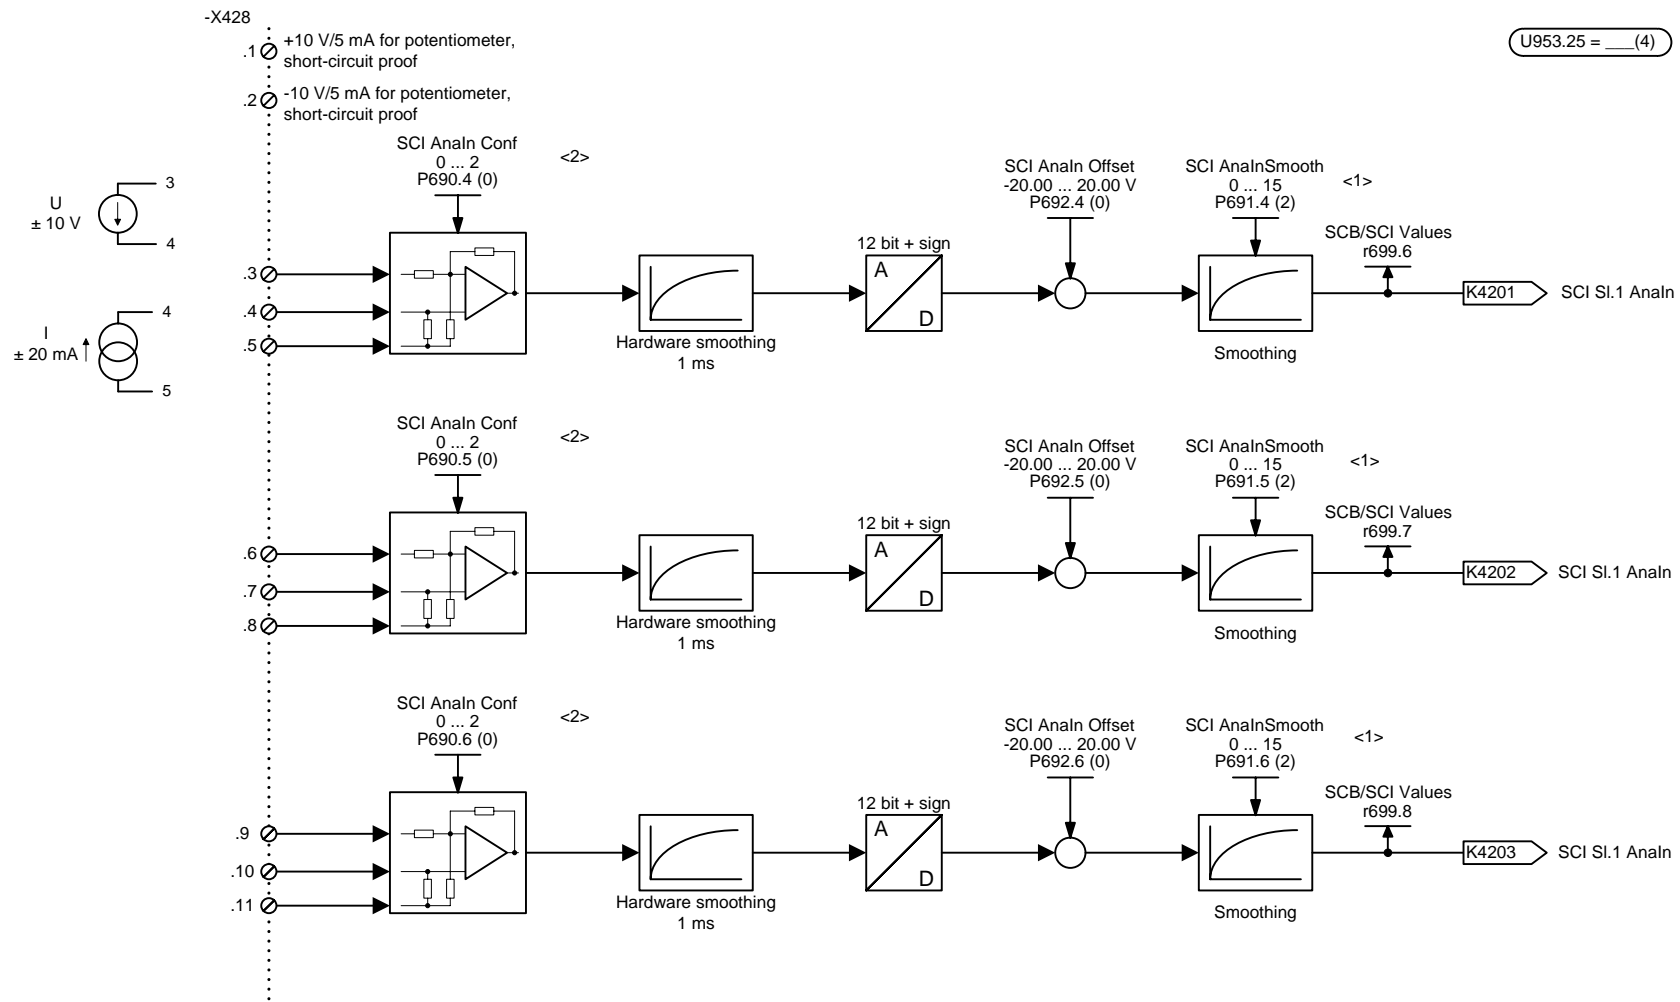 -X428
.1 +10 V/5 mA for potentiometer,
short-circuit proof
U953.25 = ___(4)
.2 -10 V/5 mA for potentiometer,
short-circuit proof
SCI AnaIn Conf
0 ... 2
P690.4 (0)
<2>
SCI AnaIn Offset
-20.00 ... 20.00 V
P692.4 (0)
SCI AnaInSmooth
0 ... 15
P691.4 (2)
<1>
SCB/SCI Values
r699.6
U
± 10 V
3
4
12 bit + sign
A
D
.3
.4
.5
K4201
SCI Sl.1 AnaIn
I
± 20 mA
4
5
Hardware smoothing
1 ms
Smoothing
SCI AnaIn Conf
0 ... 2
P690.5 (0)
<2>
SCI AnaIn Offset
-20.00 ... 20.00 V
P692.5 (0)
SCI AnaInSmooth
0 ... 15
P691.5 (2)
<1>
SCB/SCI Values
r699.7
12 bit + sign
A
D
.6
.7
.8
K4202
SCI Sl.1 AnaIn
Hardware smoothing
1 ms
Smoothing
SCI AnaIn Conf
0 ... 2
P690.6 (0)
<2>
SCI AnaIn Offset
-20.00 ... 20.00 V
P692.6 (0)
SCI AnaInSmooth
0 ... 15
P691.6 (2)
<1>
SCB/SCI Values
r699.8
12 bit + sign
A
D
.9
.10
.11
K4203
SCI Sl.1 AnaIn
Hardware smoothing
1 ms
Smoothing